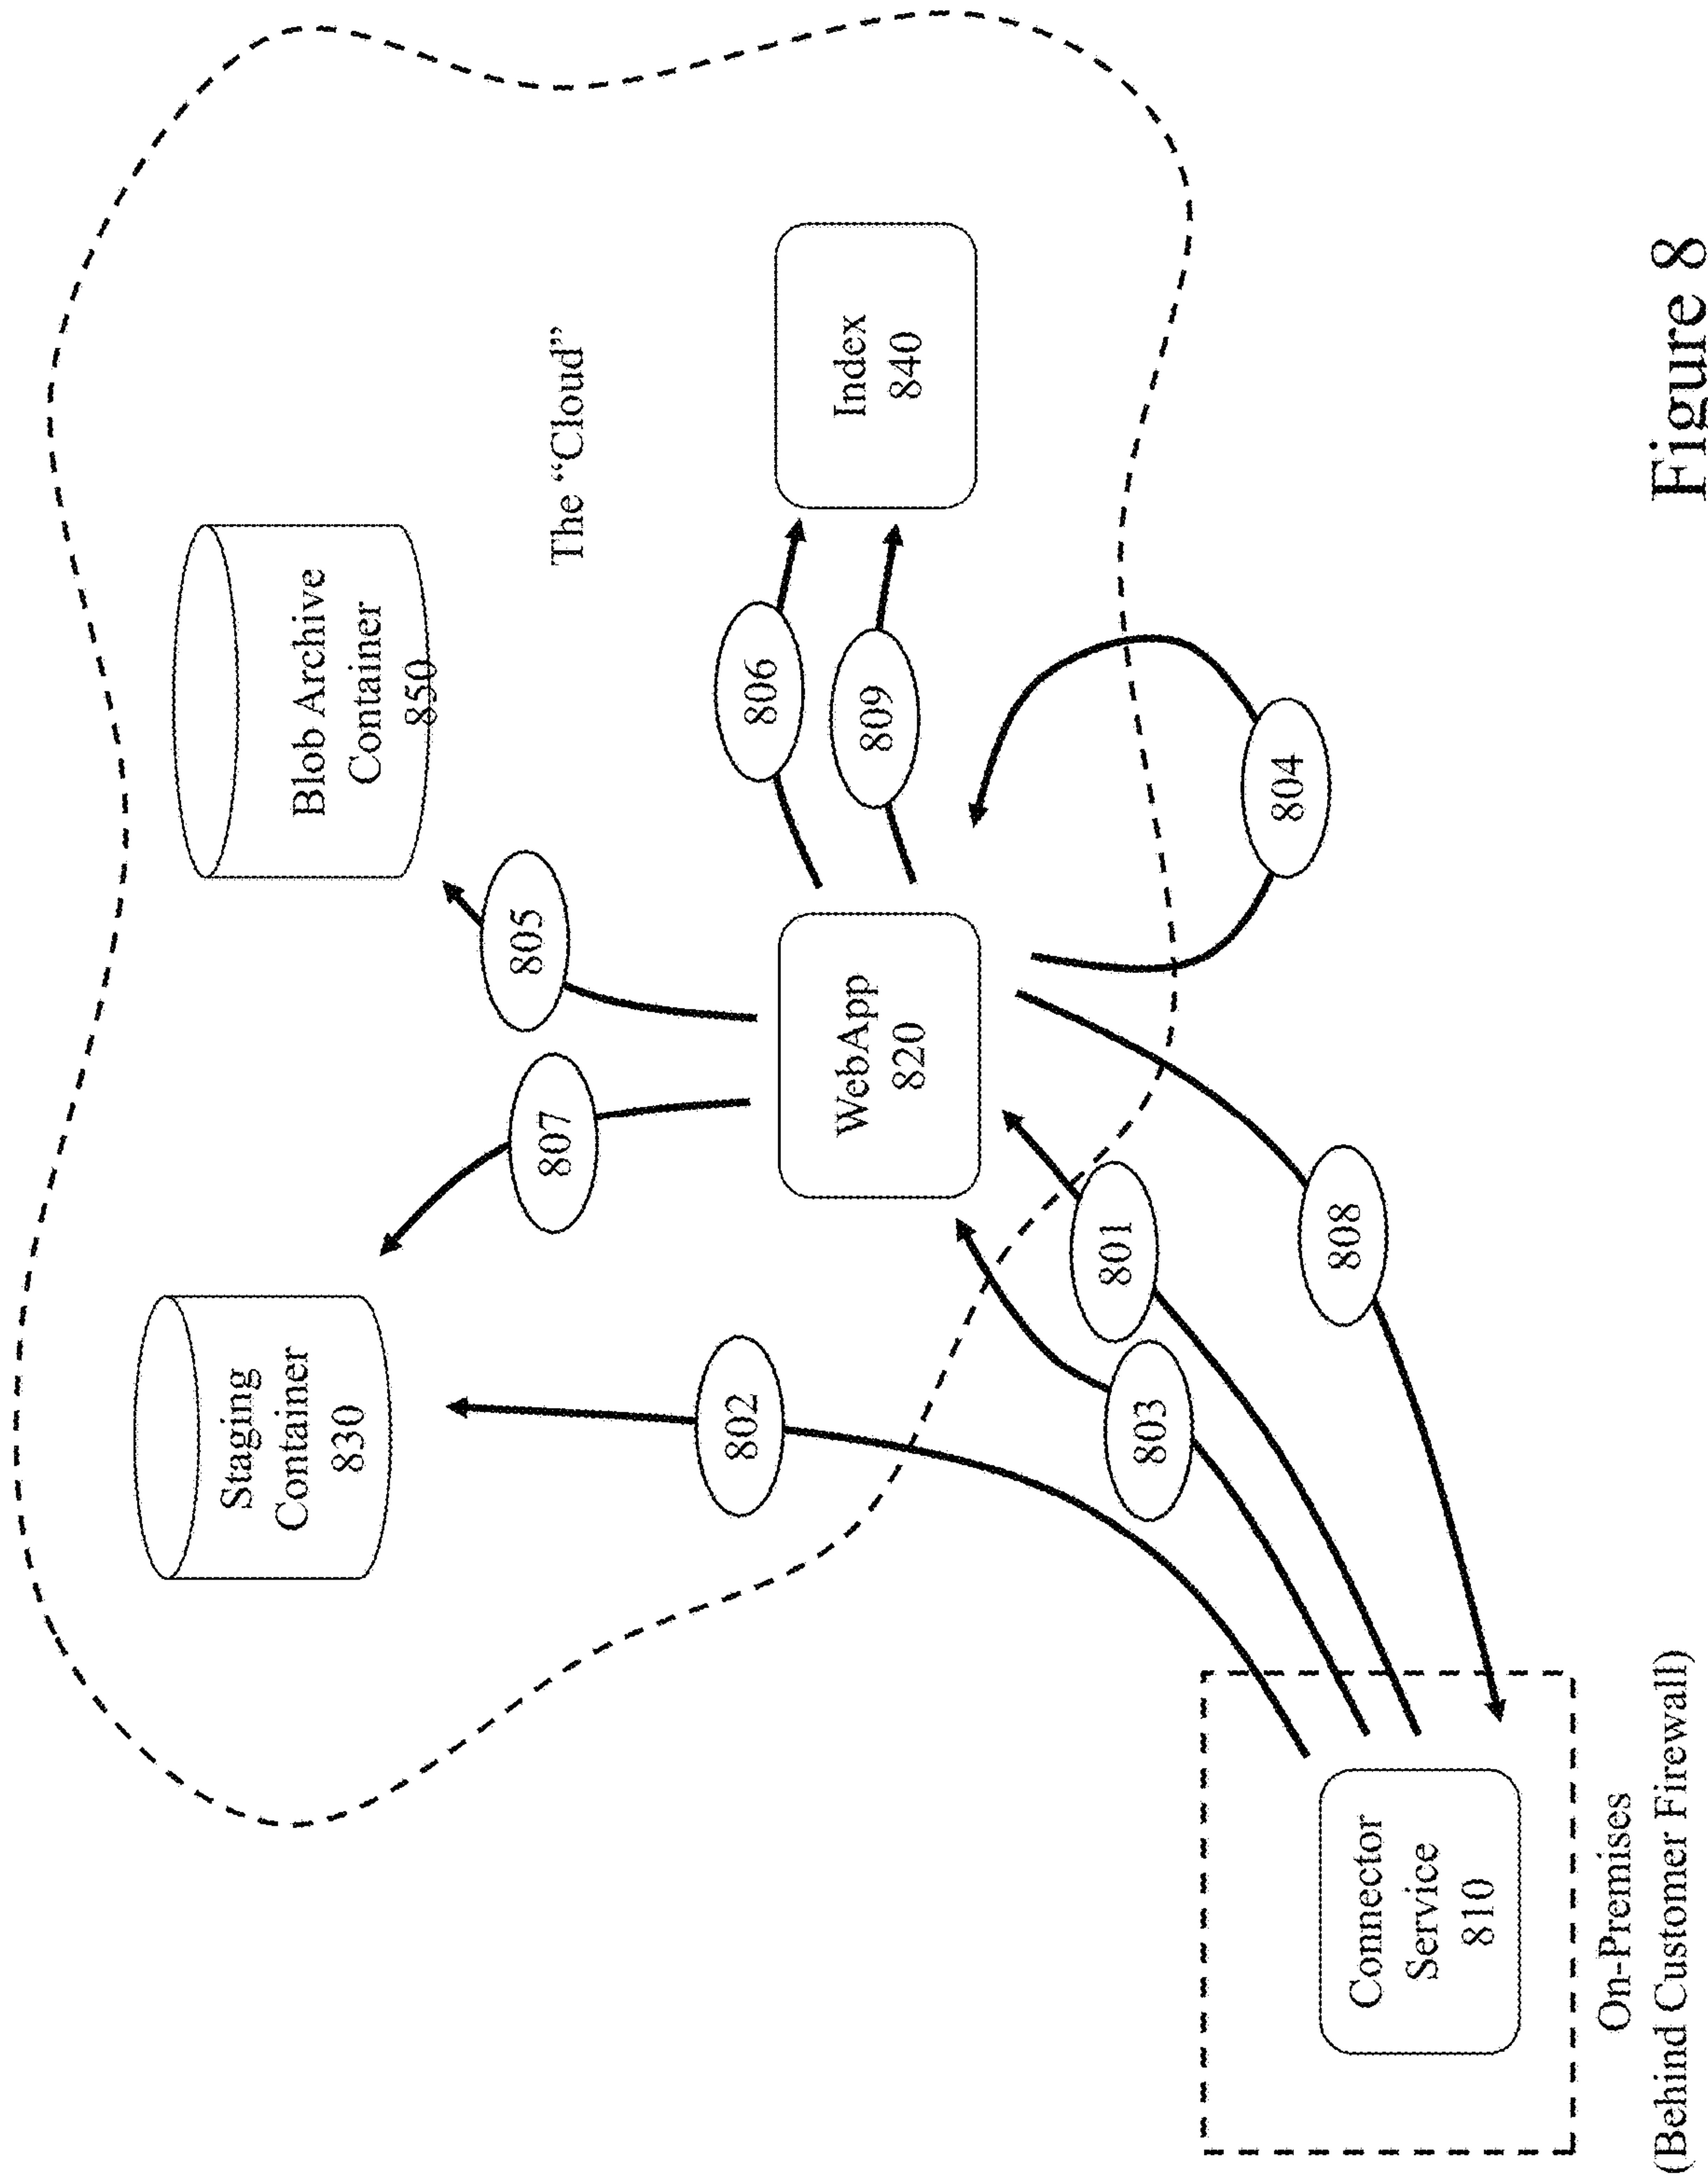 Staging
Container
830
Blob Archive
Container
850
The “Cloud”
807
805
802
806
809
WebApp
820
Index
840
803
801
808
804
Connector
Service
810
On-Premises
(Behind Customer Firewall)
Figure 8